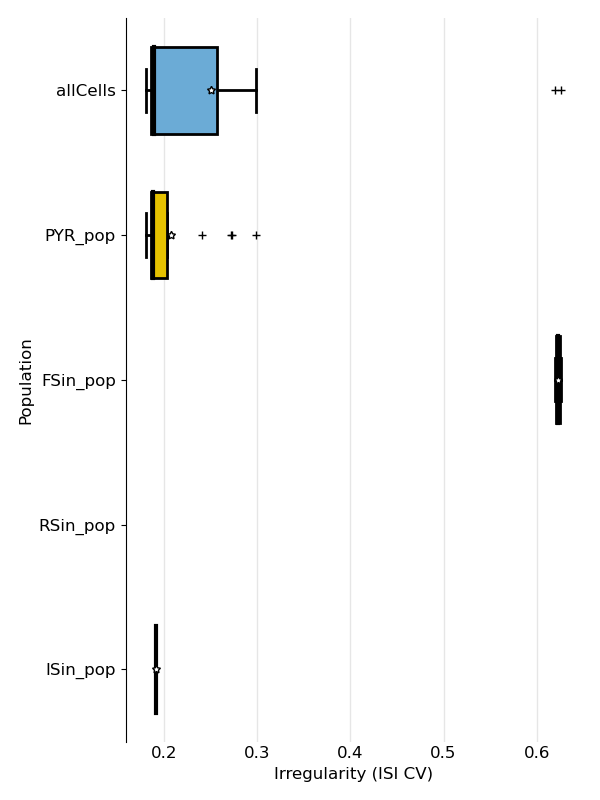 allCells
PYR_pop
FSin_pop
RSin_pop
ISin_pop
Population
0.2 0.3 0.4 0.5 0.6
Irregularity (ISI CV)